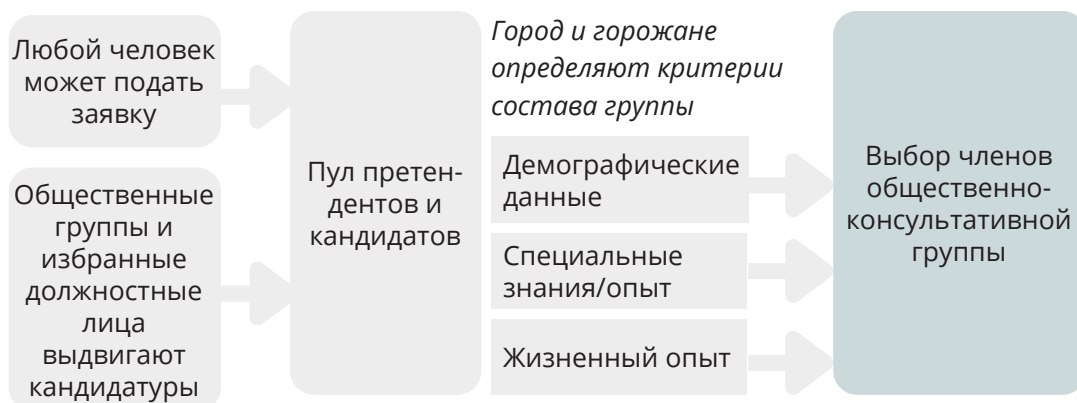 Любой человек
может подать
заявку
Общественные
группы и
избранные
должностные
лица
выдвигают
кандидатуры
Пул претен-
дентов и
кандидатов
Город и горожане
определяют критерии
состава группы
Демографические
данные
Специальные
знания/опыт
Жизненный опыт
Выбор членов
общественно-
консультативной
группы